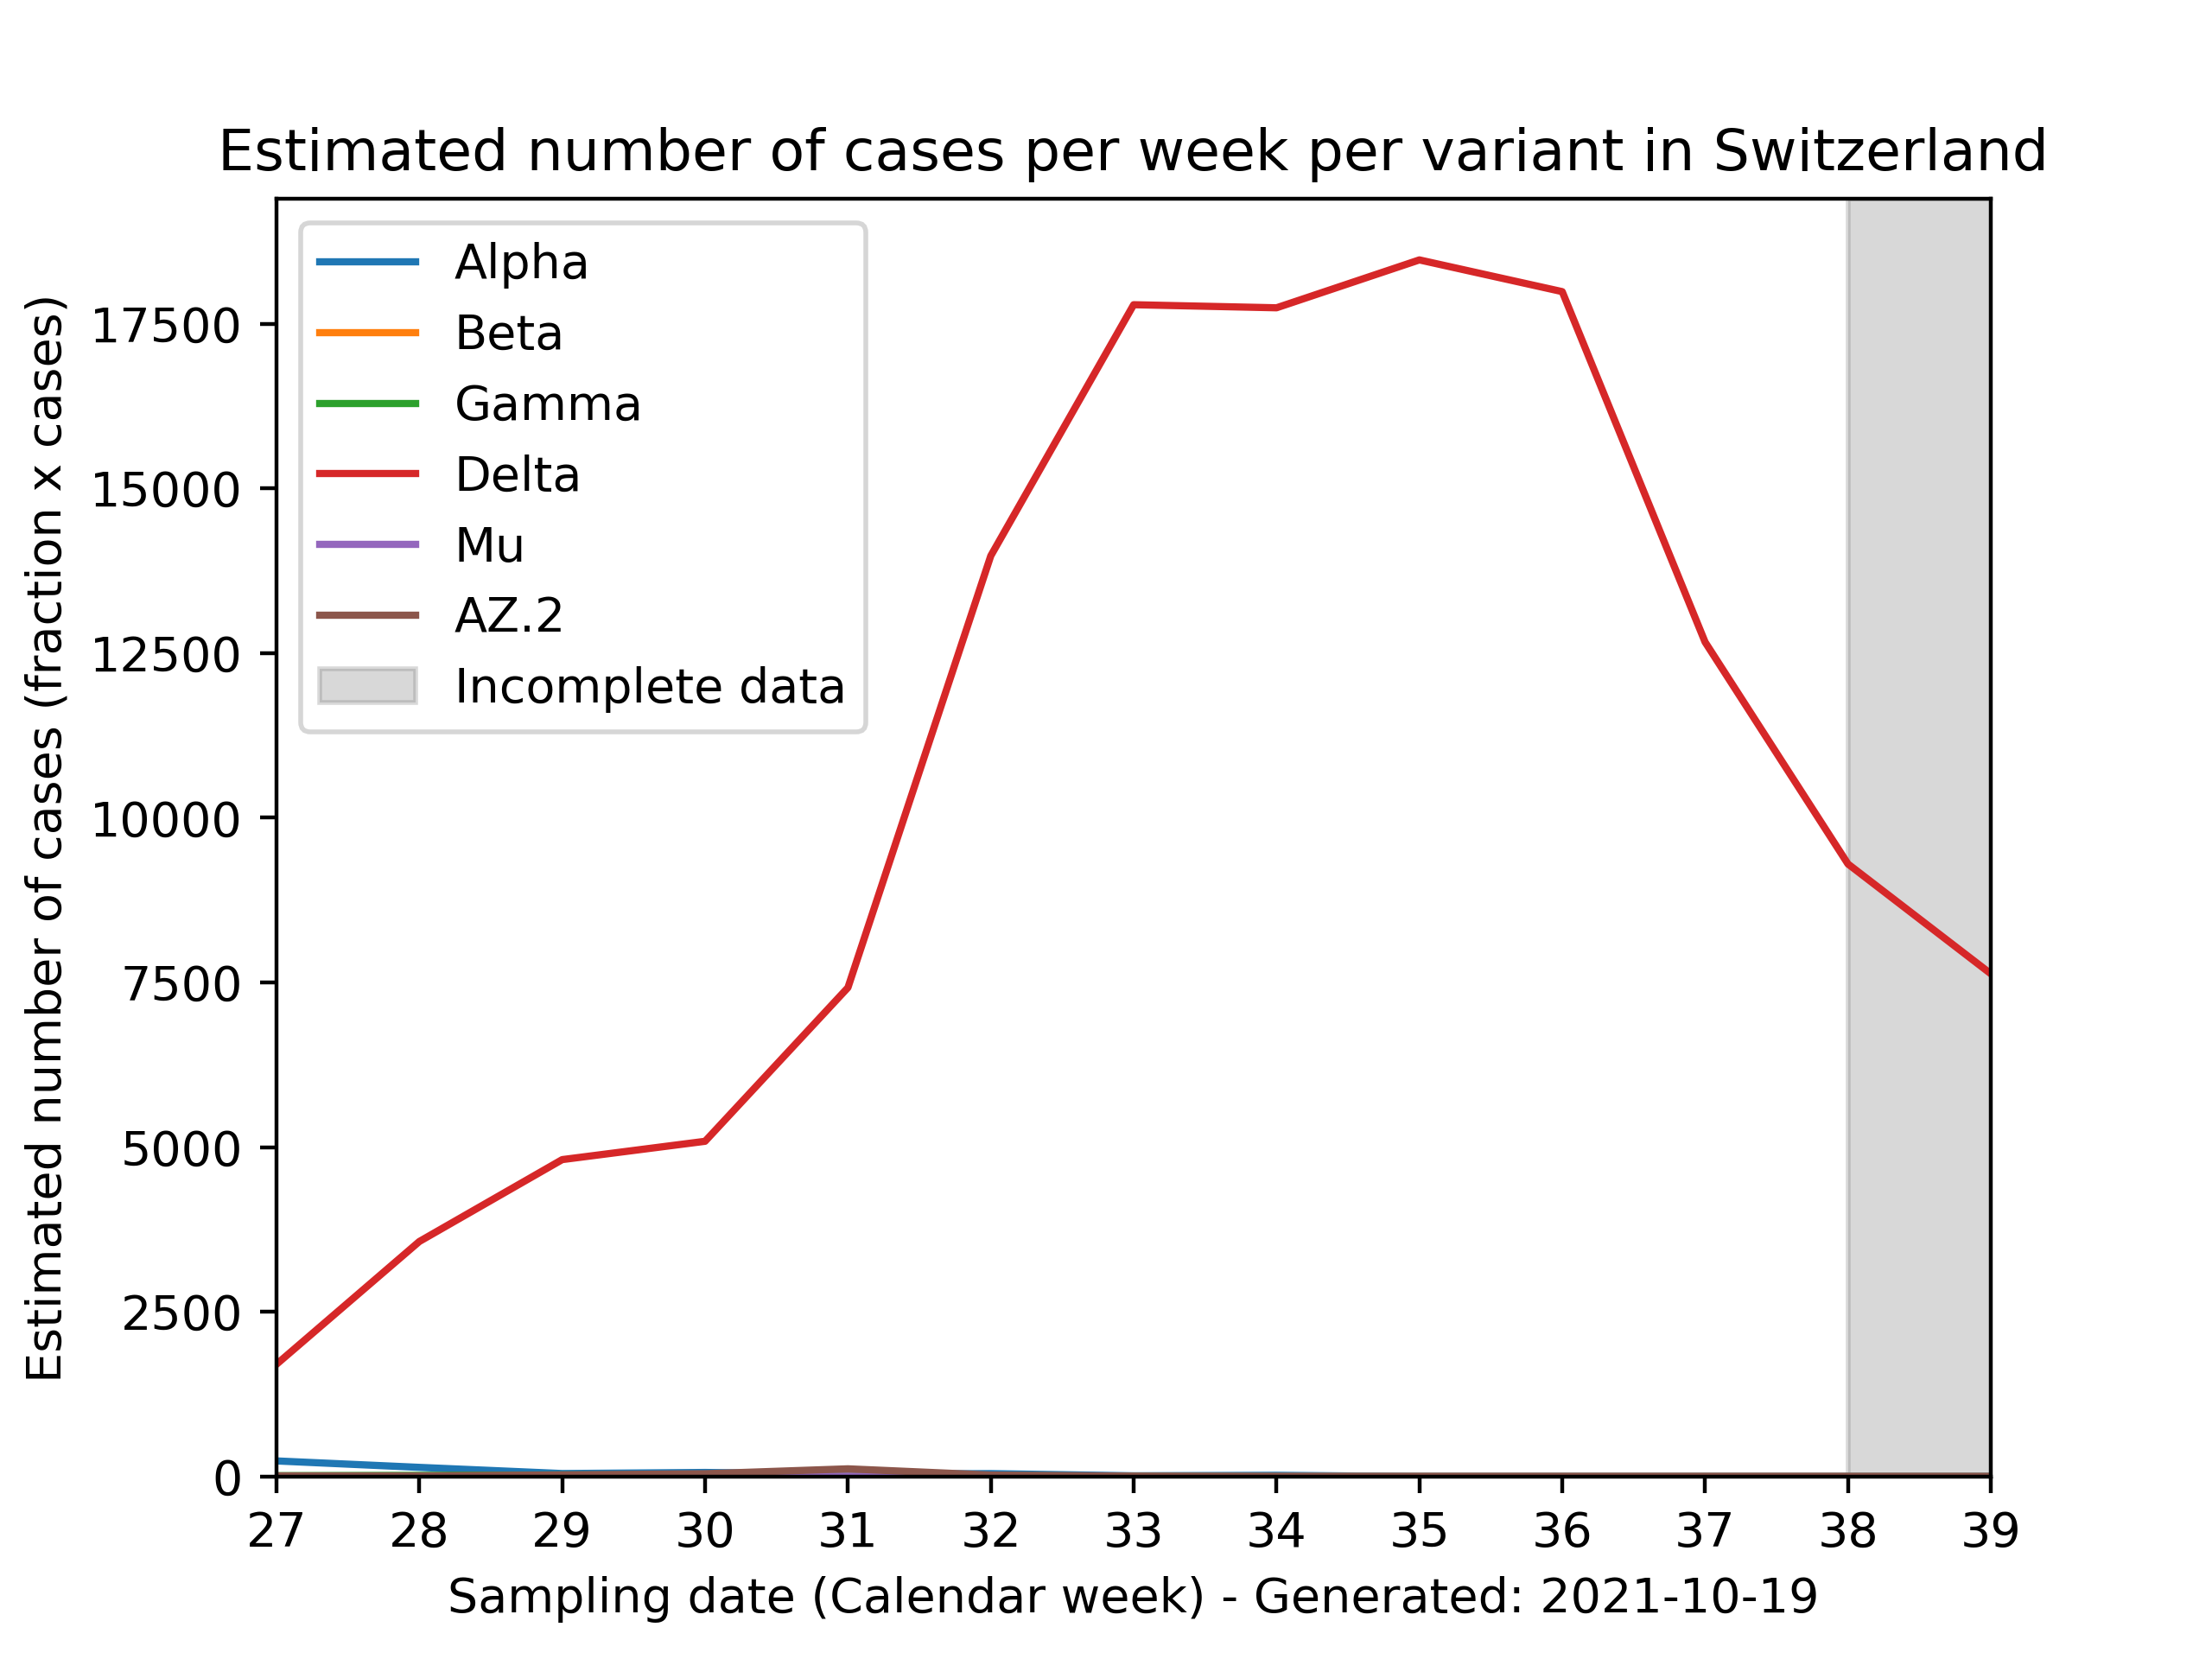 Estimated number of cases per week per variant in Switzerland
Estimated number of cases (fraction x cases)
Alpha
Beta
Gamma
Delta
Mu
AZ.2
Incomplete data
17500
15000
12500
10000
7500
5000
2500
0
27 28 29 30 31 32 33 34 35 36 37 38 39
Sampling date (Calendar week) - Generated: 2021-10-19